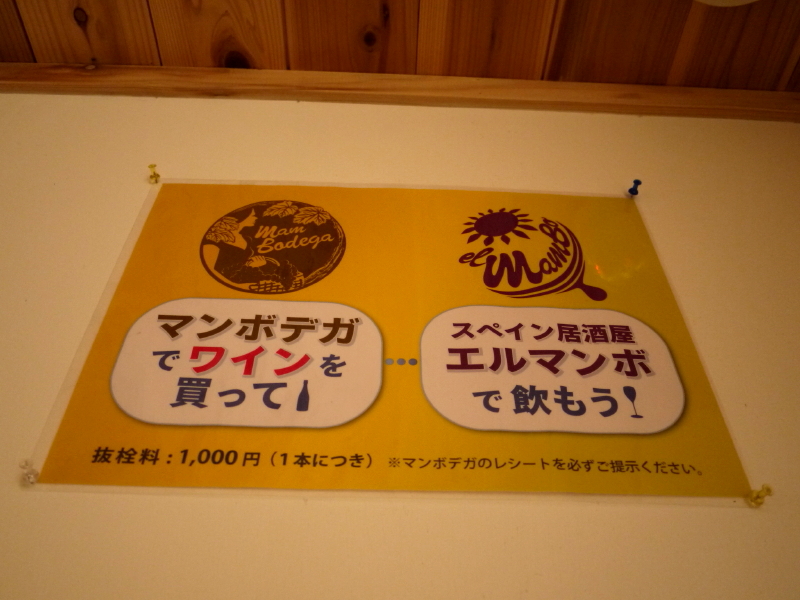 Mam
Bodega
el Mambo
マンボデガ
でワインを
買って
スペイン居酒屋
エルマンボ
で飲もう
抜栓料：1,000円（1本につき）※マンボデガのレシートを必ずご提示ください。